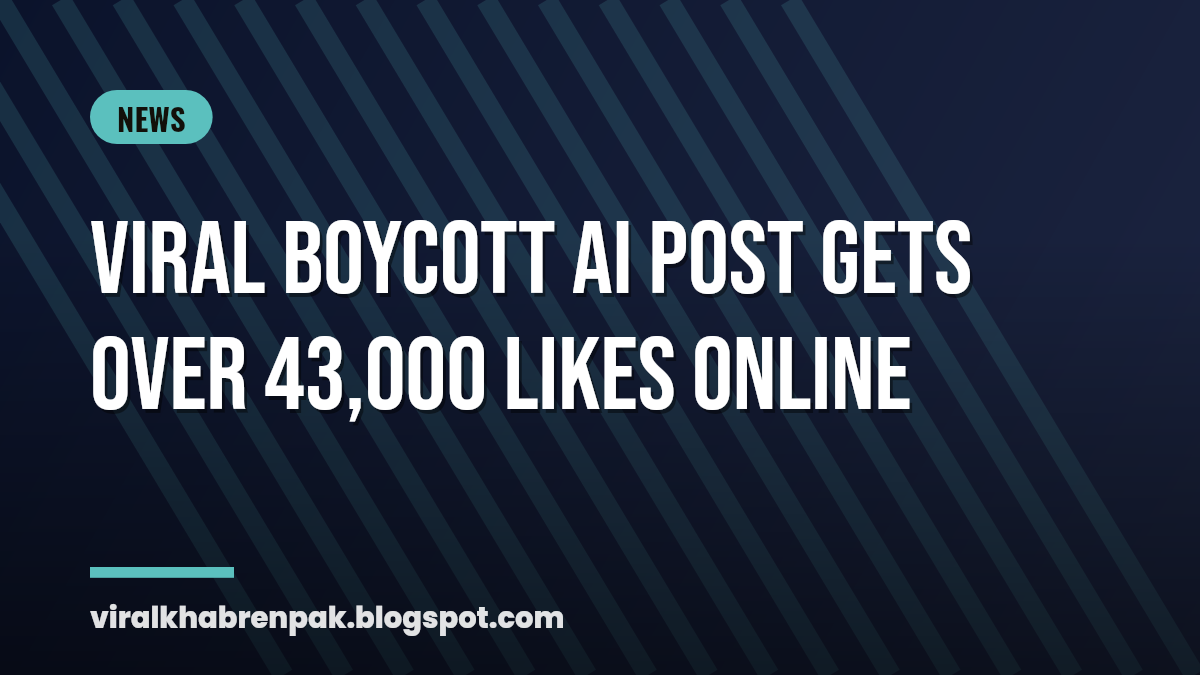 NEWS
VIRAL BOYCOTT AI POST GETS
OVER 43,000 LIKES ONLINE
viralkhabrenpak.blogspot.com